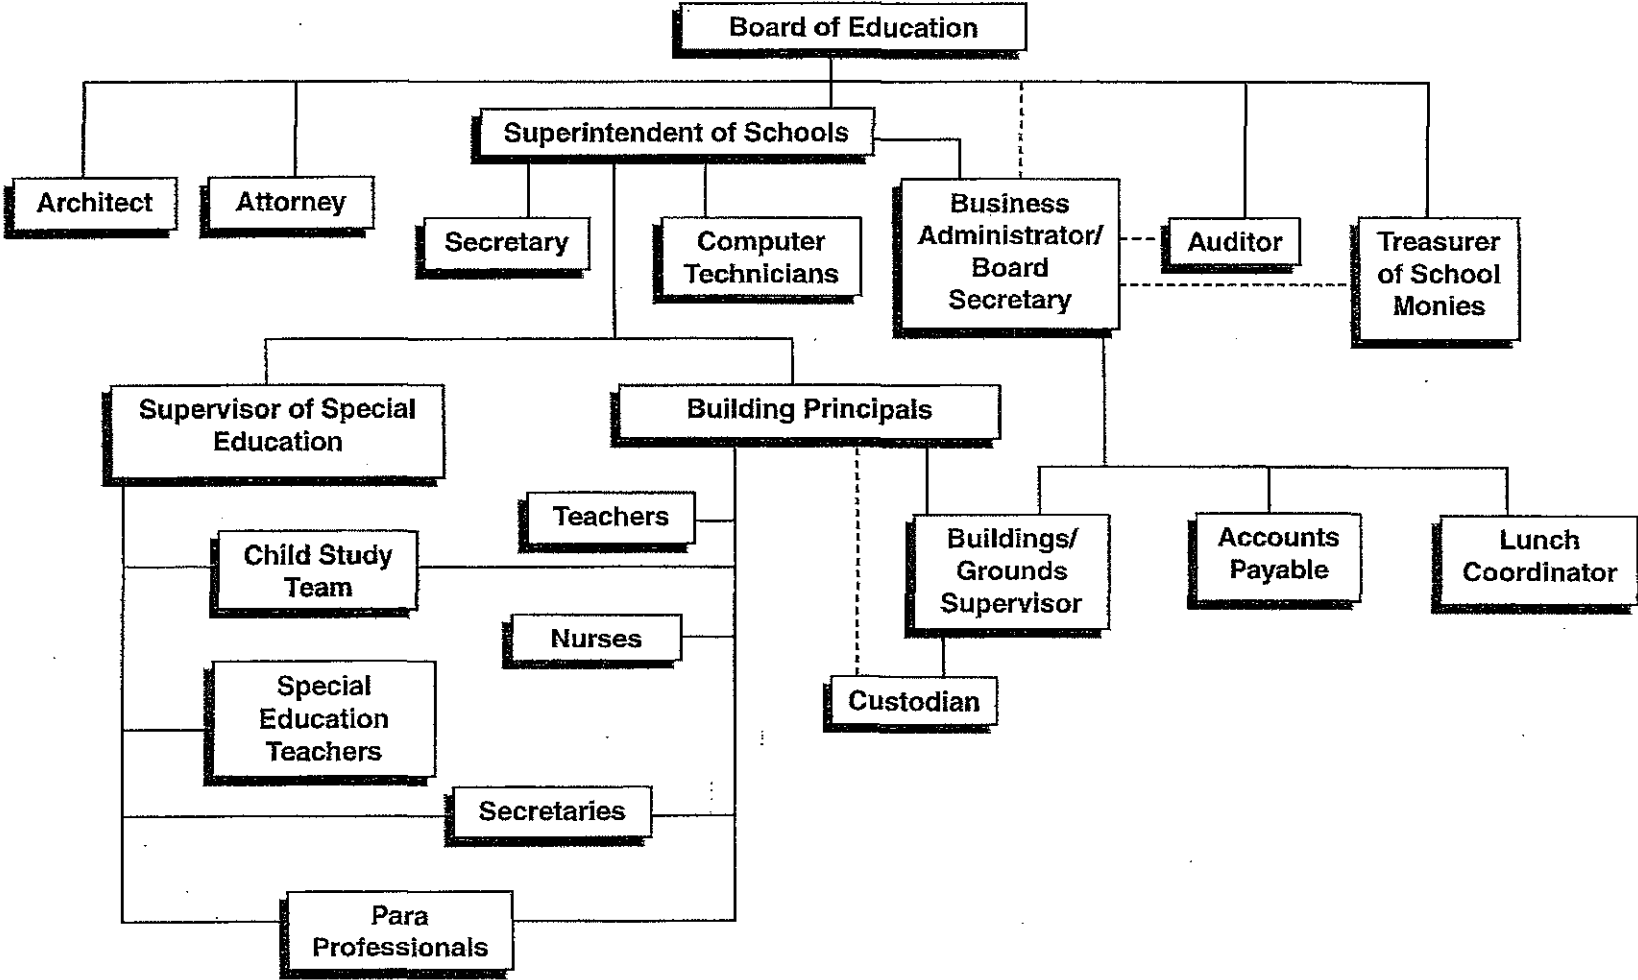 Board of Education
Superintendent of Schools
Architect
Attorney
Secretary
Computer
Technicians
Business
Administrator/
Board
Secretary
Auditor
Treasurer
of School
Monies
Supervisor of Special
Education
Building Principals
Teachers
Child Study
Team
Nurses
Special
Education
Teachers
Secretaries
Para
Professionals
Buildings/
Grounds
Supervisor
Custodian
Accounts
Payable
Lunch
Coordinator